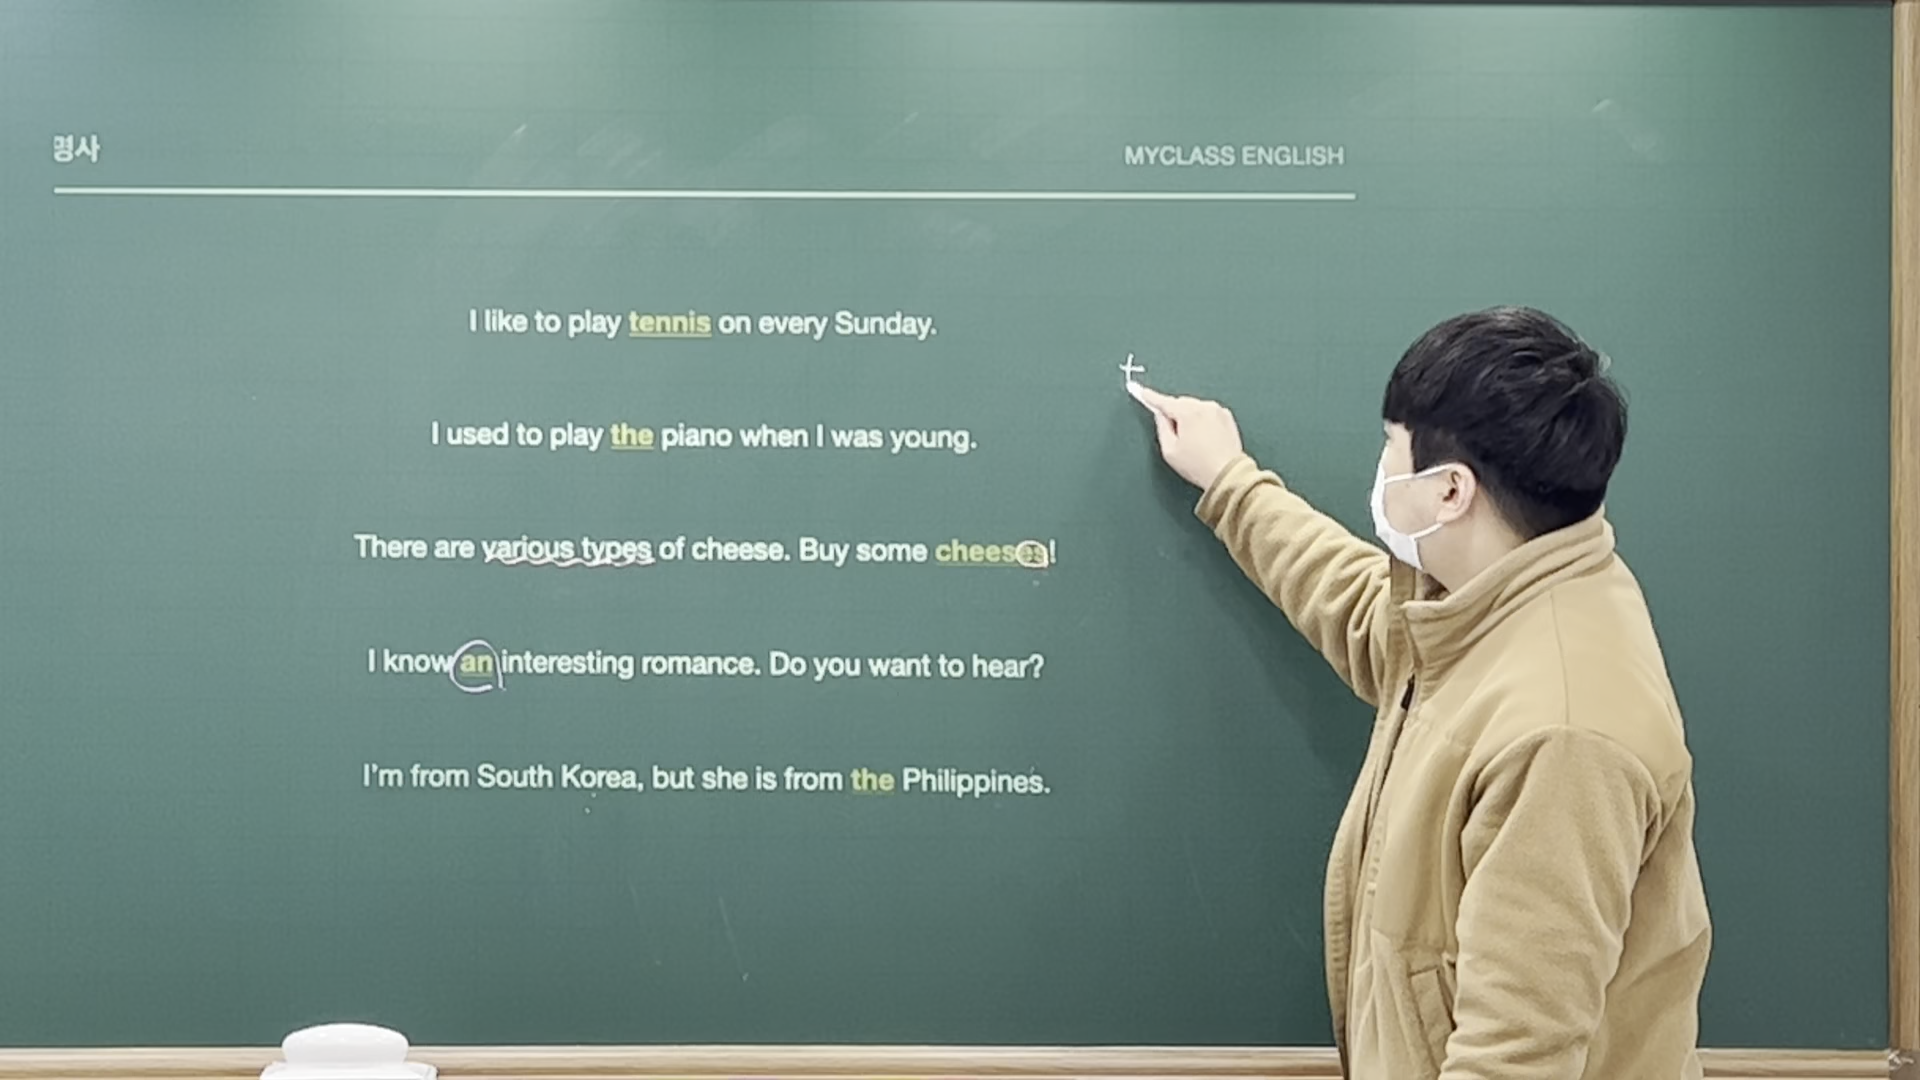 명사
MYCLASS ENGLISH
I like to play tennis on every Sunday.
t
I used to play the piano when I was young.
There are various types of cheese. Buy some cheeses!
I know an interesting romance. Do you want to hear?
I'm from South Korea, but she is from the Philippines.